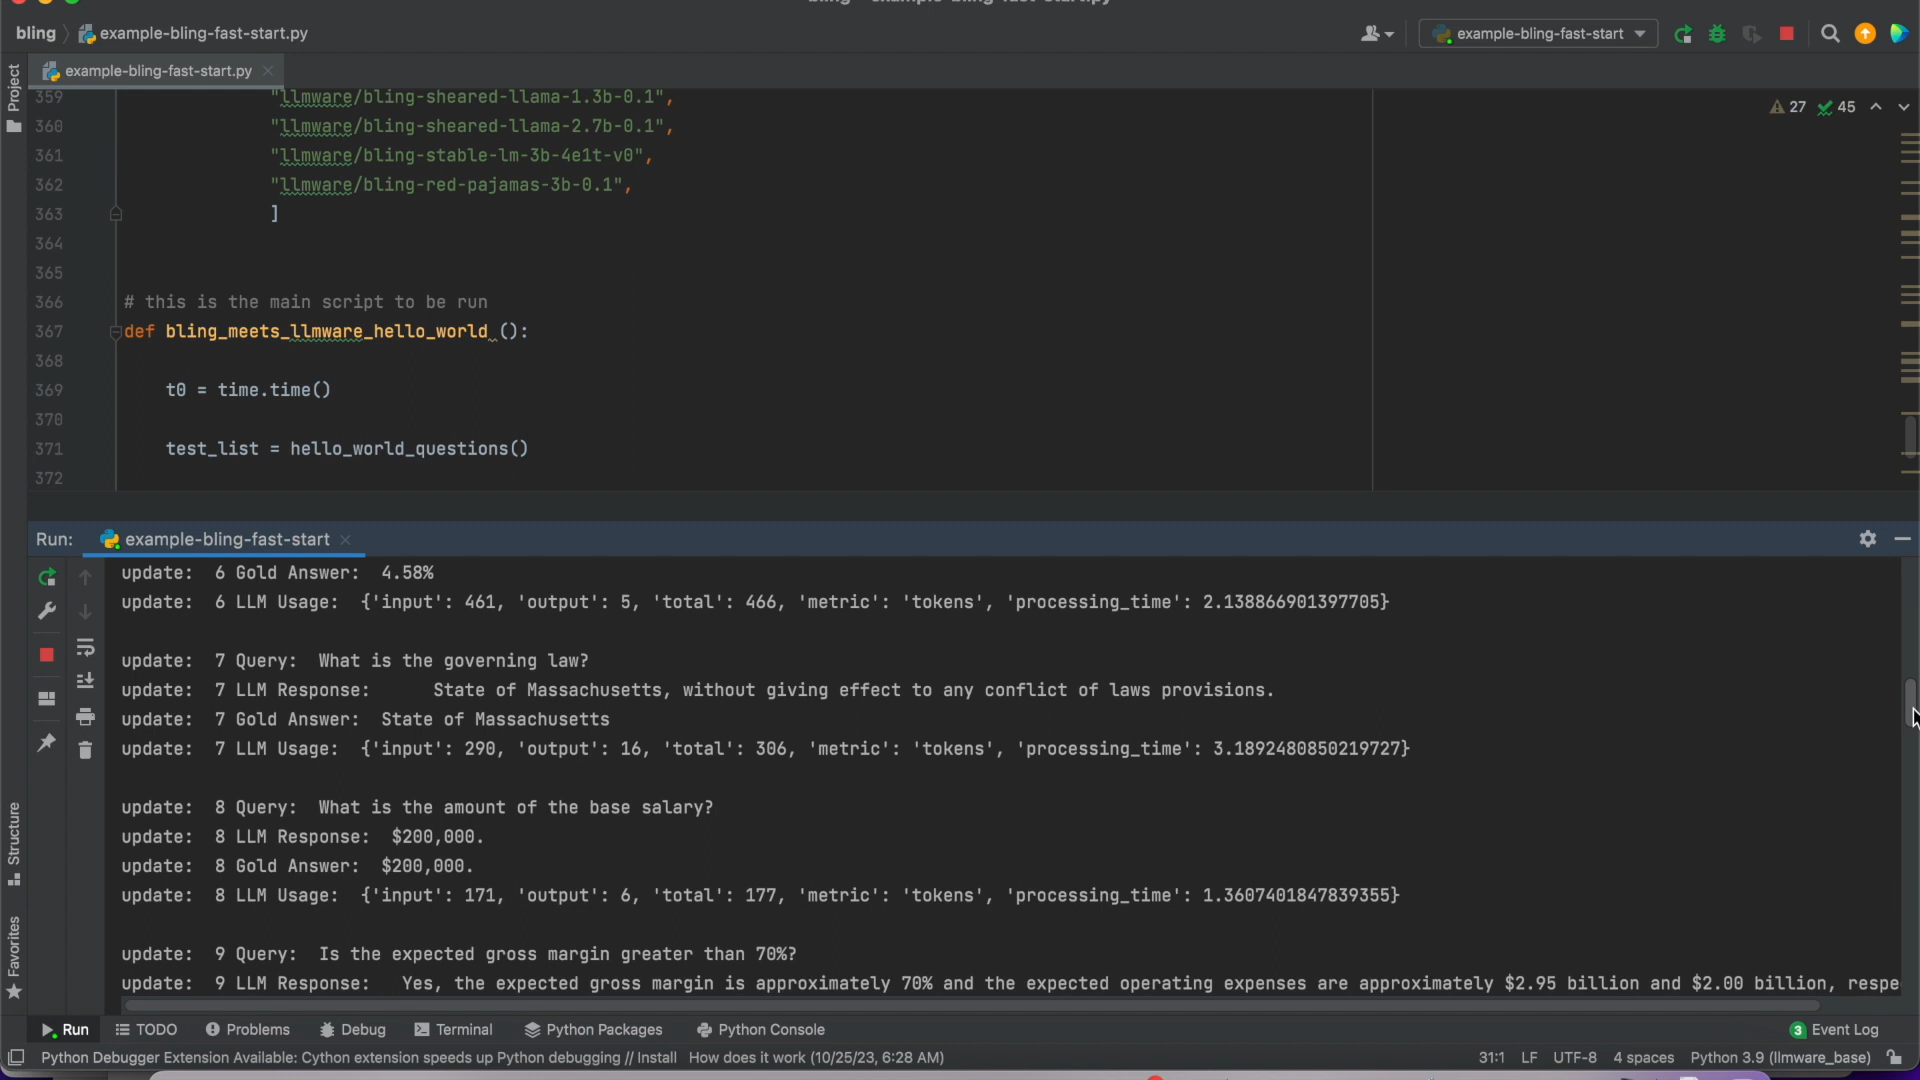 bling
example-bling-fast-start.py
example-bling-fast-start
Project
example-bling-fast-start.py
27
45
359 "llmware/bling-sheared-llama-1.3b-0.1",
360 "llmware/bling-sheared-llama-2.7b-0.1",
361 "llmware/bling-stable-lm-3b-4e1t-v0",
362 "llmware/bling-red-pajamas-3b-0.1",
363 ]
364
365
366 # this is the main script to be run
367 def bling_meets_llmware_hello_world_():
368
369 t0 = time.time()
370
371 test_list = hello_world_questions()
372
Run: example-bling-fast-start
update: 6 Gold Answer: 4.58%
update: 6 LLM Usage: {'input': 461, 'output': 5, 'total': 466, 'metric': 'tokens', 'processing_time': 2.138866901397705}
update: 7 Query: What is the governing law?
update: 7 LLM Response: State of Massachusetts, without giving effect to any conflict of laws provisions.
update: 7 Gold Answer: State of Massachusetts
update: 7 LLM Usage: {'input': 290, 'output': 16, 'total': 306, 'metric': 'tokens', 'processing_time': 3.1892480850219727}
update: 8 Query: What is the amount of the base salary?
update: 8 LLM Response: $200,000.
update: 8 Gold Answer: $200,000.
update: 8 LLM Usage: {'input': 171, 'output': 6, 'total': 177, 'metric': 'tokens', 'processing_time': 1.3607401847839355}
update: 9 Query: Is the expected gross margin greater than 70%?
update: 9 LLM Response: Yes, the expected gross margin is approximately 70% and the expected operating expenses are approximately $2.95 billion and $2.00 billion, respe
Structure
Favorites
Run
TODO
Problems
Debug
Terminal
Python Packages
Python Console
3 Event Log
Python Debugger Extension Available: Cython extension speeds up Python debugging // Install How does it work (10/25/23, 6:28 AM)
31:1 LF UTF-8 4 spaces Python 3.9 (llmware_base)